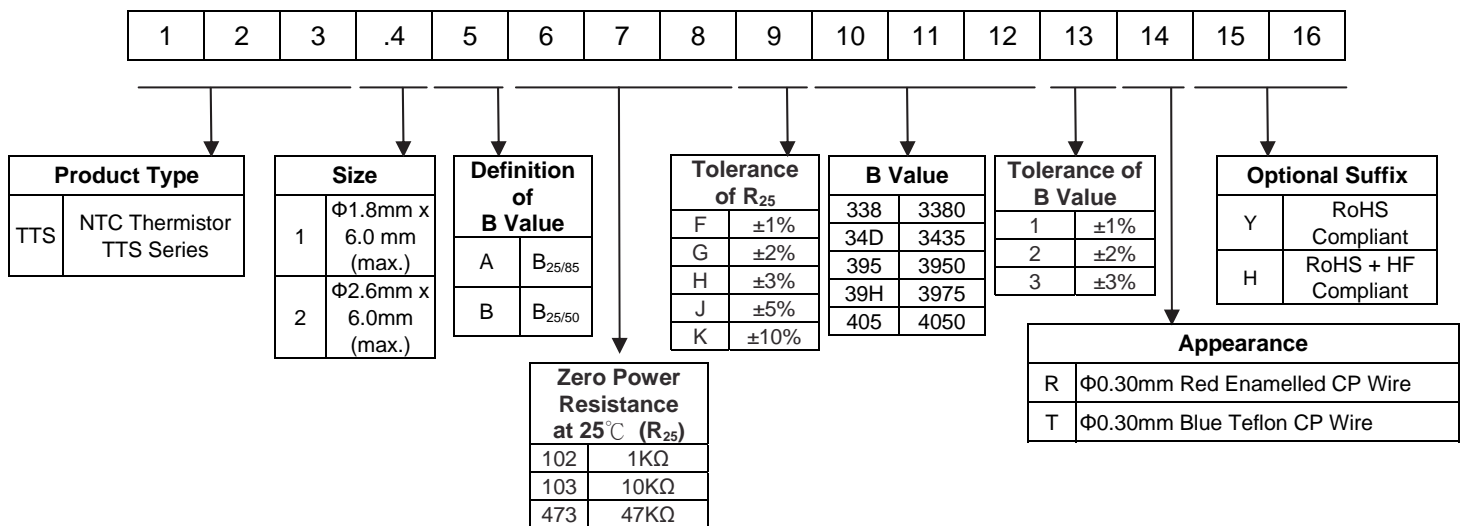 1 2 3 .4 5 6 7 8 9 10 11 12 13 14 15 16
Product Type
TTS NTC Thermistor
TTS Series
Size
1 Φ1.8mm x
6.0 mm
(max.)
2 Φ2.6mm x
6.0mm
(max.)
Definition
of
B Value
A B25/85
B B25/50
Zero Power
Resistance
at 25℃ (R25)
102 1KΩ
103 10KΩ
473 47KΩ
Tolerance
of R25
F ±1%
G ±2%
H ±3%
J ±5%
K ±10%
B Value
338 3380
34D 3435
395 3950
39H 3975
405 4050
Tolerance of
B Value
1 ±1%
2 ±2%
3 ±3%
Appearance
R Φ0.30mm Red Enamelled CP Wire
T Φ0.30mm Blue Teflon CP Wire
Optional Suffix
Y RoHS
Compliant
H RoHS + HF
Compliant